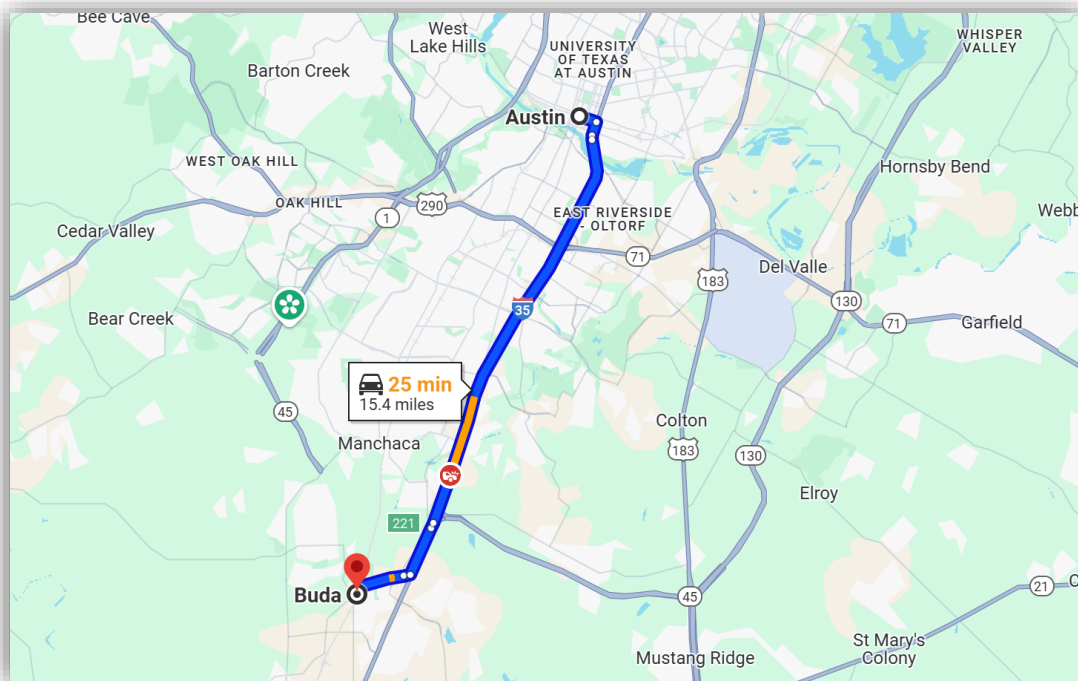 Bee Cave
West
Lake Hills
UNIVERSITY
OF TEXAS
AT AUSTIN
WHISPER
VALLEY
Barton Creek
Austin
WEST OAK HILL
Hornsby Bend
OAK HILL
290
1
EAST RIVERSIDE
- OLTORF
Cedar Valley
71
Del Valle
183
130
35
Bear Creek
71
Garfield
25 min
15.4 miles
45
Colton
Manchaca
183
130
Elroy
221
Buda
45
21
St Mary's
Colony
Mustang Ridge